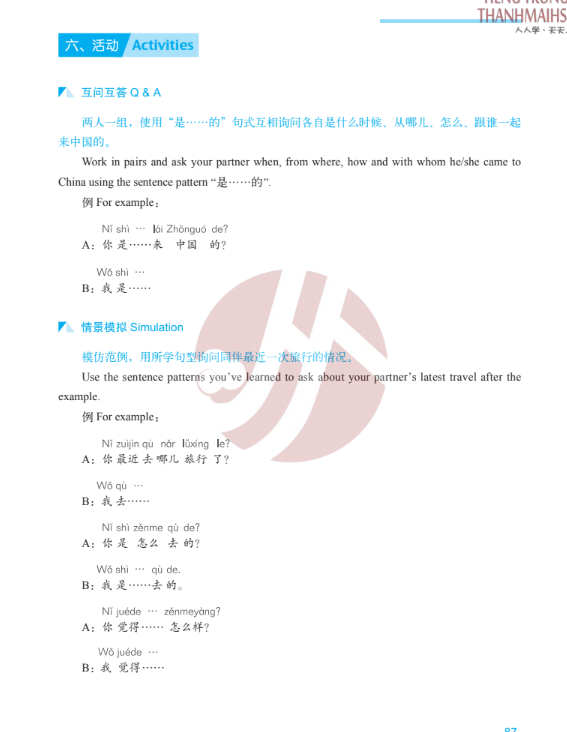 THANHMAIHS
人人学、天天
六、活动 Activities
互问互答 Q & A
两人一组，使用“是……的”句式互相询问各自是什么时候、从哪儿、怎么、跟谁一起
来中国的。
Work in pairs and ask your partner when, from where, how and with whom he/she came to
China using the sentence pattern “是……的”.
例 For example：
Nǐ shì … lái Zhōngguó de?
A：你是……来 中国 的？
Wǒ shì …
B：我是……
情景模拟 Simulation
模仿范例，用所学句型询问同伴最近一次旅行的情况。
Use the sentence patterns you’ve learned to ask about your partner’s latest travel after the
example.
例 For example：
Nǐ zuìjìn qù nǎr lǚxíng le?
A：你最近去哪儿 旅行 了？
Wǒ qù …
B：我去……
Nǐ shì zěnme qù de?
A：你是 怎么 去的？
Wǒ shì … qù de.
B：我是……去的。
Nǐ juéde … zěnmeyàng?
A：你觉得…… 怎么样？
Wǒ juéde …
B：我 觉得……